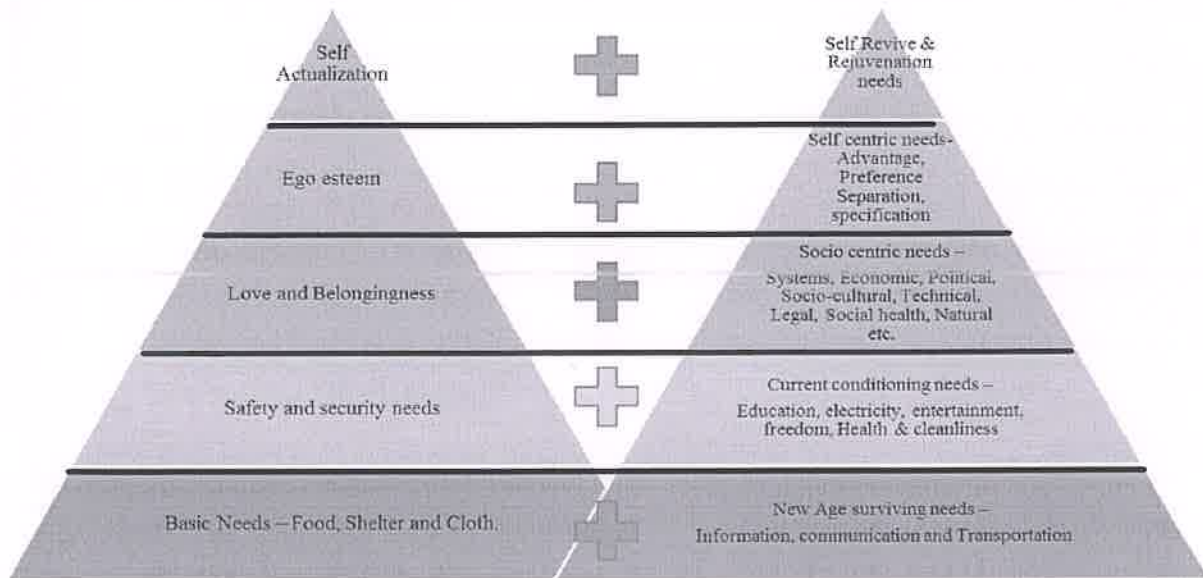 Self
Actualization
Self Revive &
Rejuvenation
needs
Ego esteem
Self centric needs-
Advantage,
Preference
Separation,
specification
Love and Belongingness
Socio centric needs –
Systems, Economic, Political,
Socio-cultural, Technical,
Legal, Social health, Natural
etc.
Safety and security needs
Current conditioning needs –
Education, electricity, entertainment,
freedom, Health & cleanliness
Basic Needs – Food, Shelter and Cloth.
New Age surviving needs –
Information, communication and Transportation